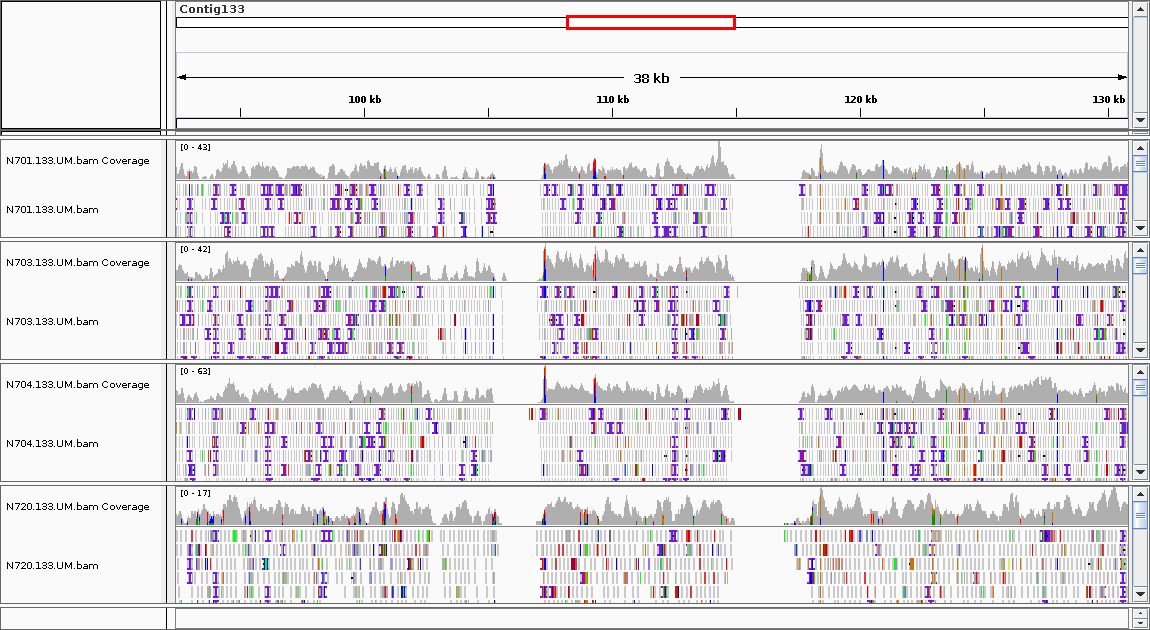 Contig133
38 kb
100 kb 110 kb 120 kb 130 kb
[0 - 43]
N701.133.UM.bam Coverage
N701.133.UM.bam
[0 - 42]
N703.133.UM.bam Coverage
N703.133.UM.bam
[0 - 63]
N704.133.UM.bam Coverage
N704.133.UM.bam
[0 - 17]
N720.133.UM.bam Coverage
N720.133.UM.bam